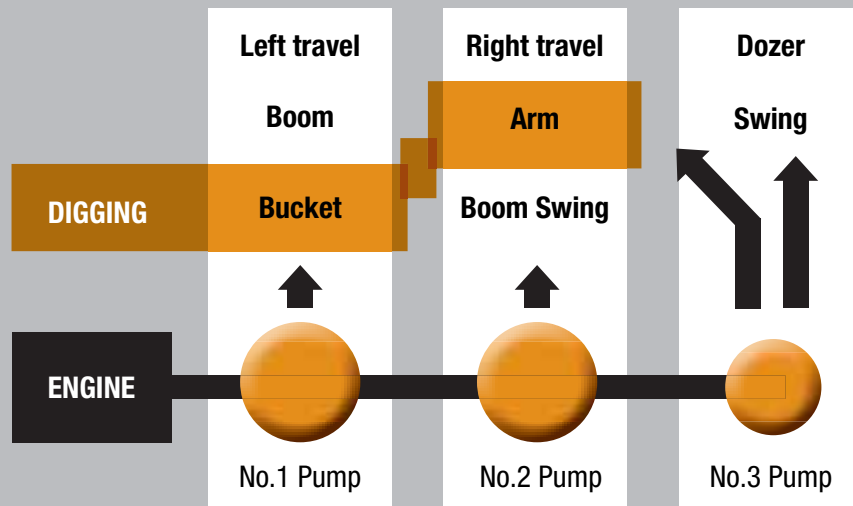 Left travel
Right travel
Dozer
Boom
Arm
Swing
DIGGING
Bucket
Boom Swing
ENGINE
No.1 Pump
No.2 Pump
No.3 Pump